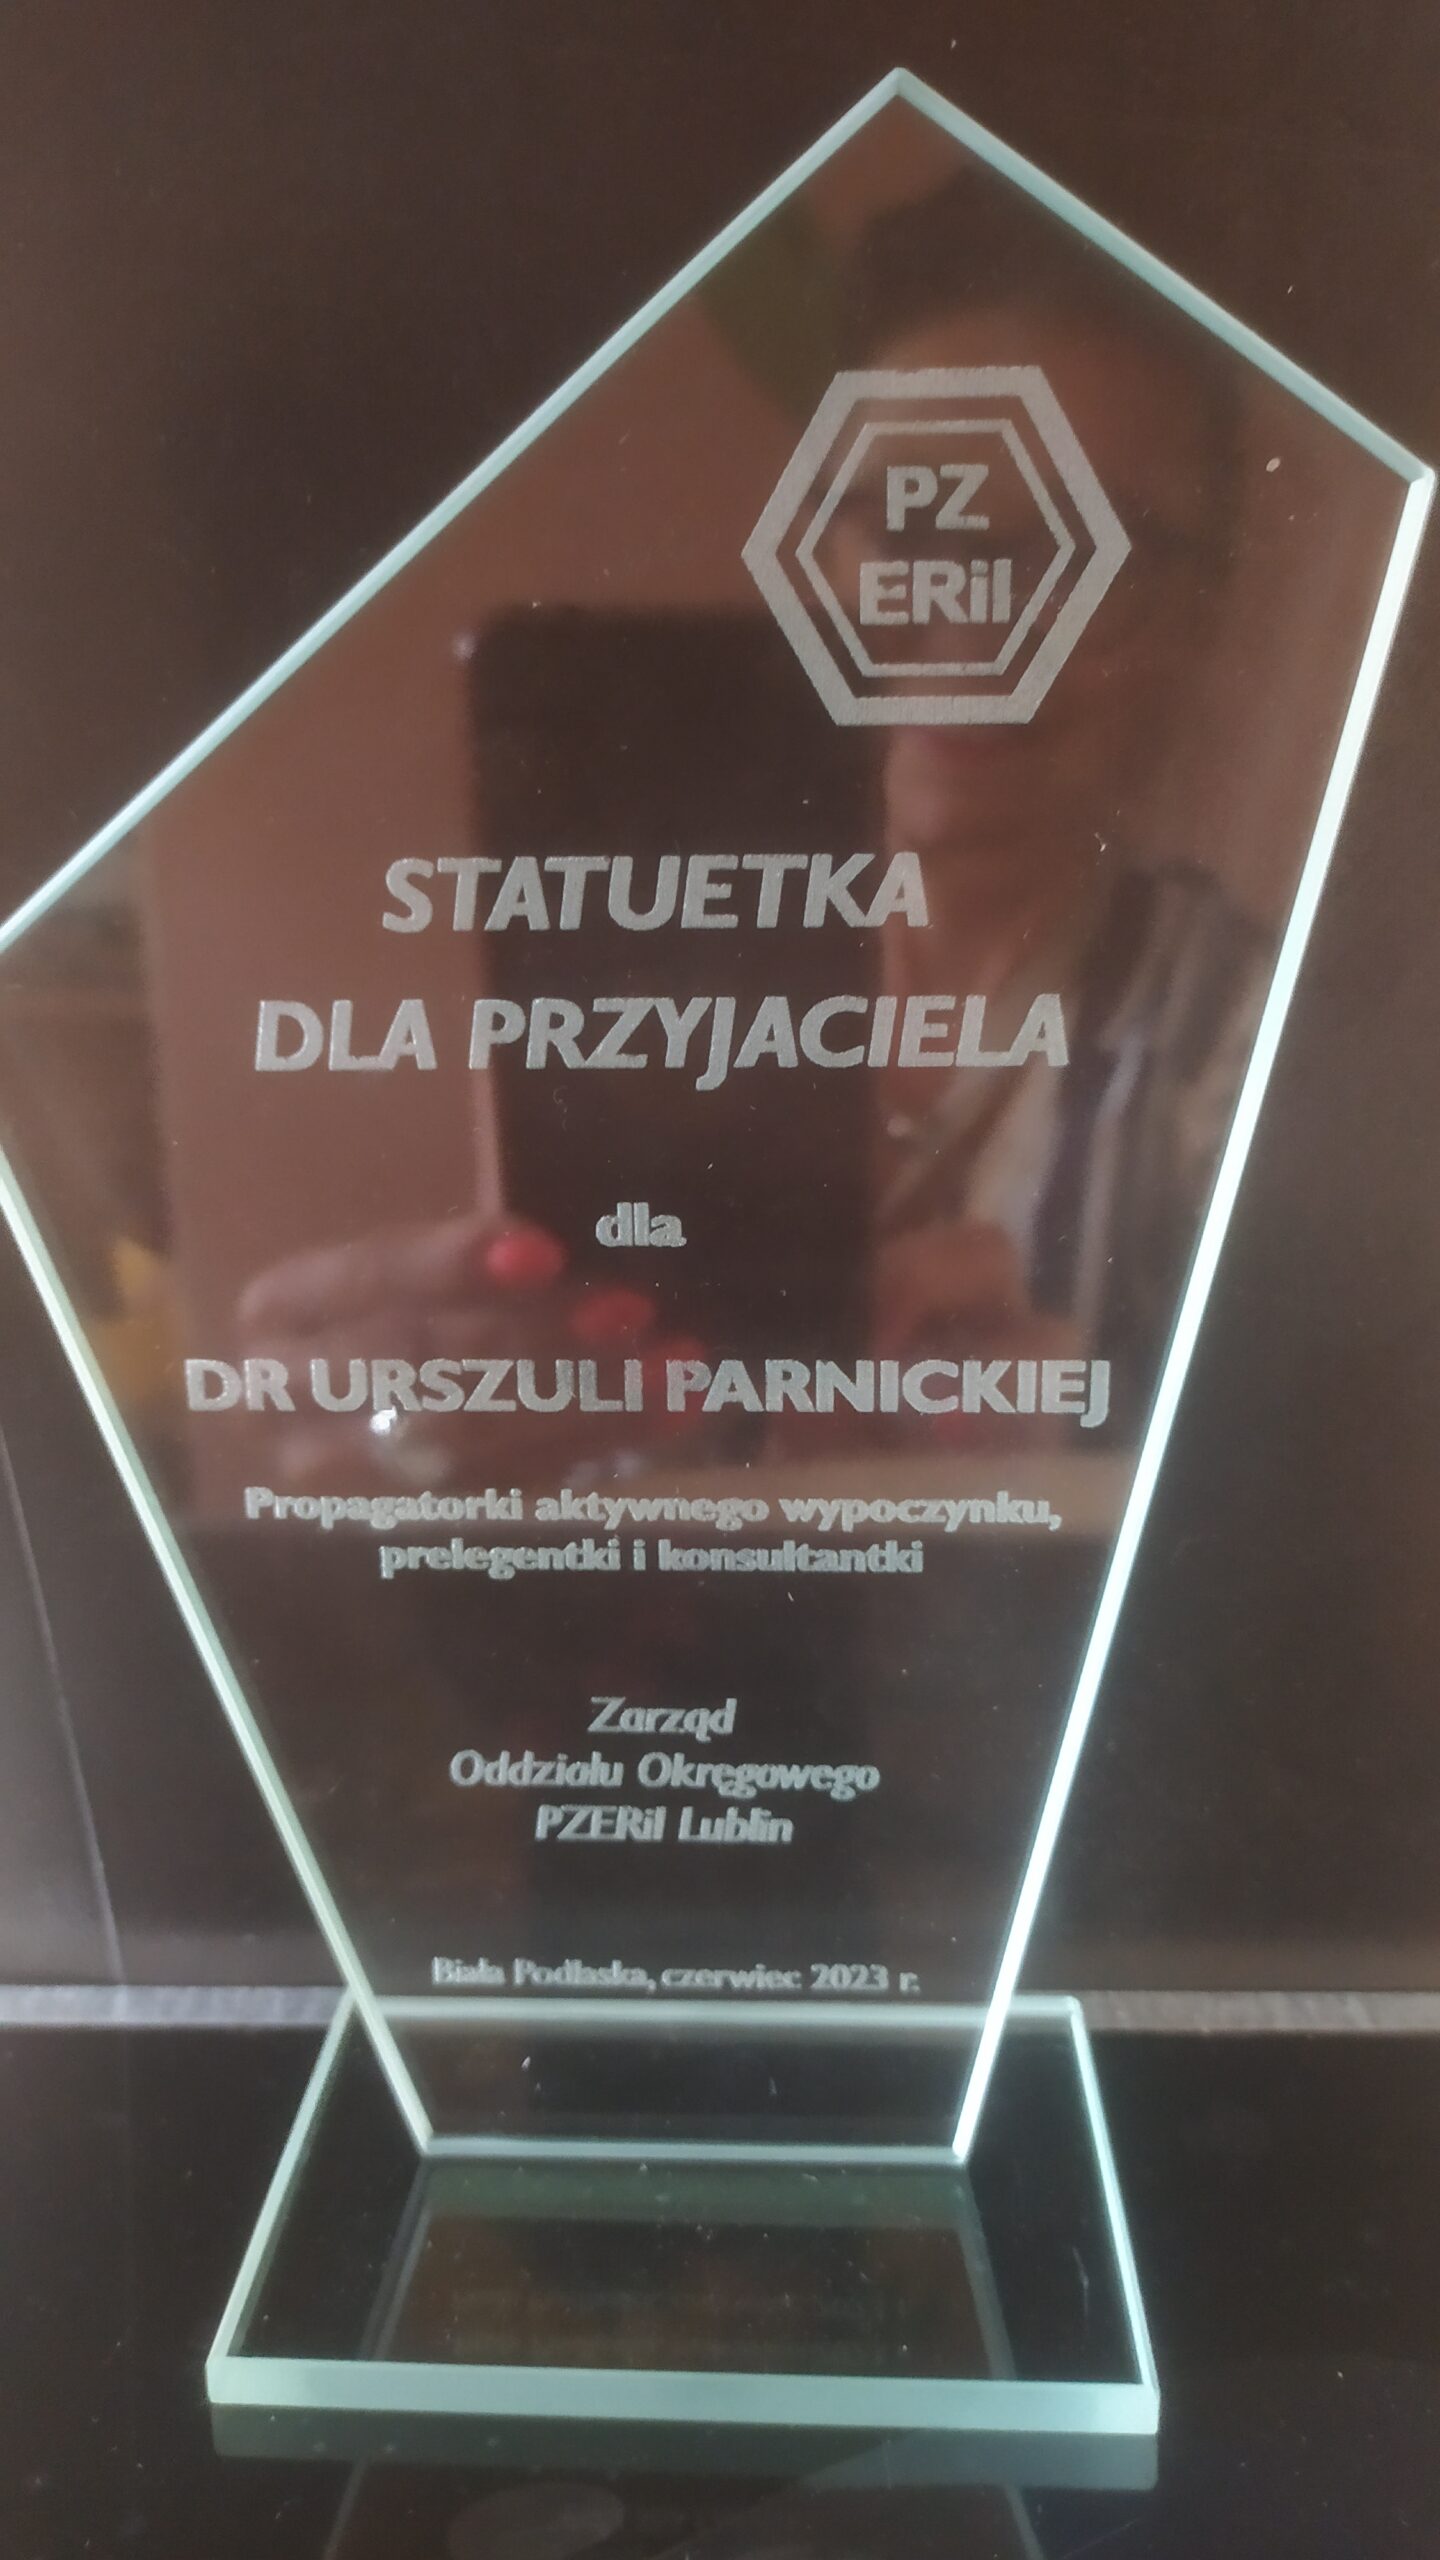 PZ
ERiI
STATUETKA
DLA PRZYJACIELA
dla
DR URSZULI PARNICKIEJ
Propagatorki aktywnego wypoczynku,
prelegentki i konsultantki
Zarząd
Oddziału Okręgowego
PZERiI Lublin
Biała Podlaska, czerwiec 2023 r.